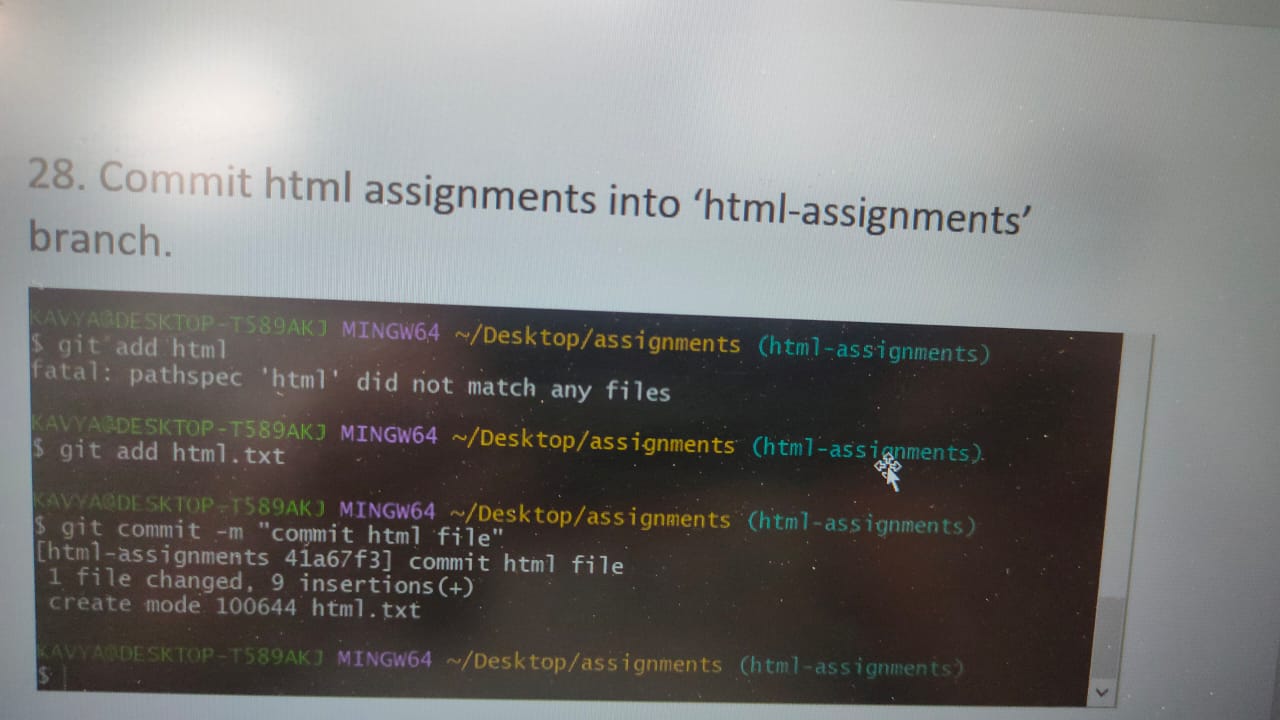 28. Commit html assignments into ‘html-assignments’
branch.
KAVYA@DESKTOP-T589AKJ MINGW64 ~/Desktop/assignments (html-assignments)
$ git add html
fatal: pathspec 'html' did not match any files
KAVYA@DESKTOP-T589AKJ MINGW64 ~/Desktop/assignments (html-assignments)
$ git add html.txt
KAVYA@DESKTOP-T589AKJ MINGW64 ~/Desktop/assignments (html-assignments)
$ git commit -m "commit html file"
[html-assignments 41a67f3] commit html file
1 file changed, 9 insertions(+)
create mode 100644 html.txt
KAVYA@DESKTOP-T589AKJ MINGW64 ~/Desktop/assignments (html-assignments)
$